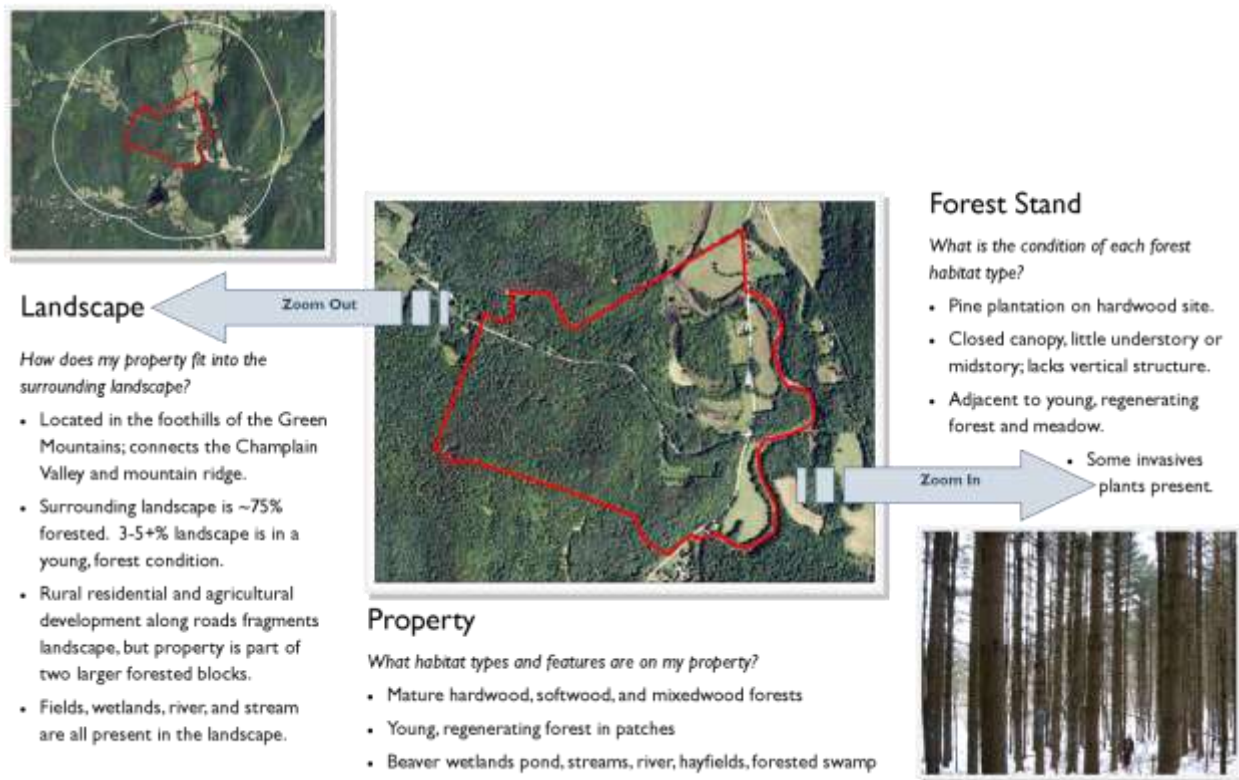 Landscape
Zoom Out
How does my property fit into the
surrounding landscape?
• Located in the foothills of the Green
Mountains; connects the Champlain
Valley and mountain ridge.
• Surrounding landscape is ~75%
forested. 3-5+% landscape is in a
young, forest condition.
• Rural residential and agricultural
development along roads fragments
landscape, but property is part of
two larger forested blocks.
• Fields, wetlands, river, and stream
are all present in the landscape.
Property
What habitat types and features are on my property?
• Mature hardwood, softwood, and mixedwood forests
• Young, regenerating forest in patches
• Beaver wetlands pond, streams, river, hayfields, forested swamp
Forest Stand
What is the condition of each forest
habitat type?
• Pine plantation on hardwood site.
• Closed canopy, little understory or
midstory; lacks vertical structure.
• Adjacent to young, regenerating
forest and meadow.
• Some invasives
plants present.
Zoom In